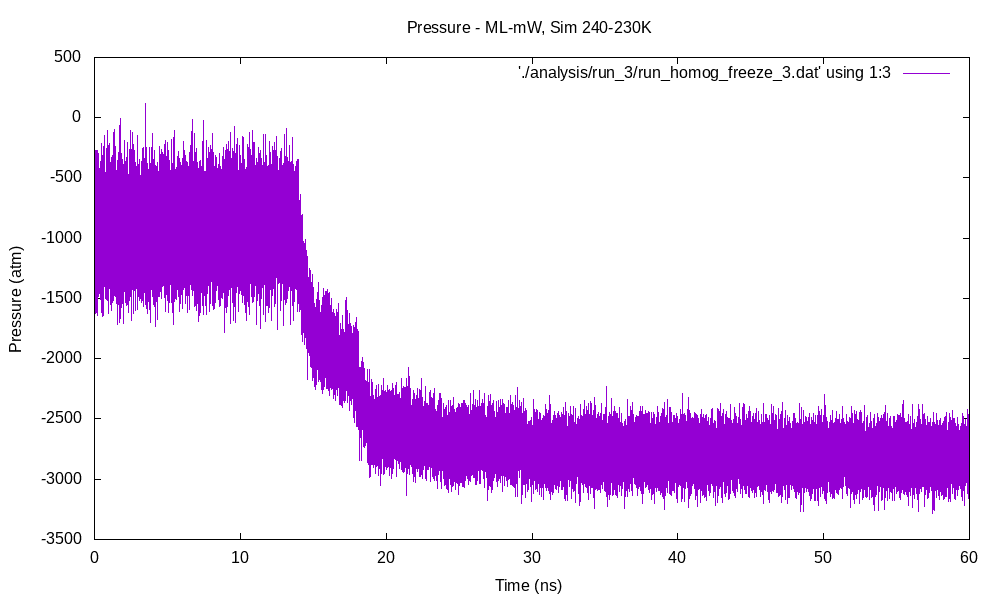 Pressure - ML-mW, Sim 240-230K
'./analysis/run_3/run_homog_freeze_3.dat' using 1:3
Pressure (atm)
500
0
-500
-1000
-1500
-2000
-2500
-3000
-3500
0 10 20 30 40 50 60
Time (ns)